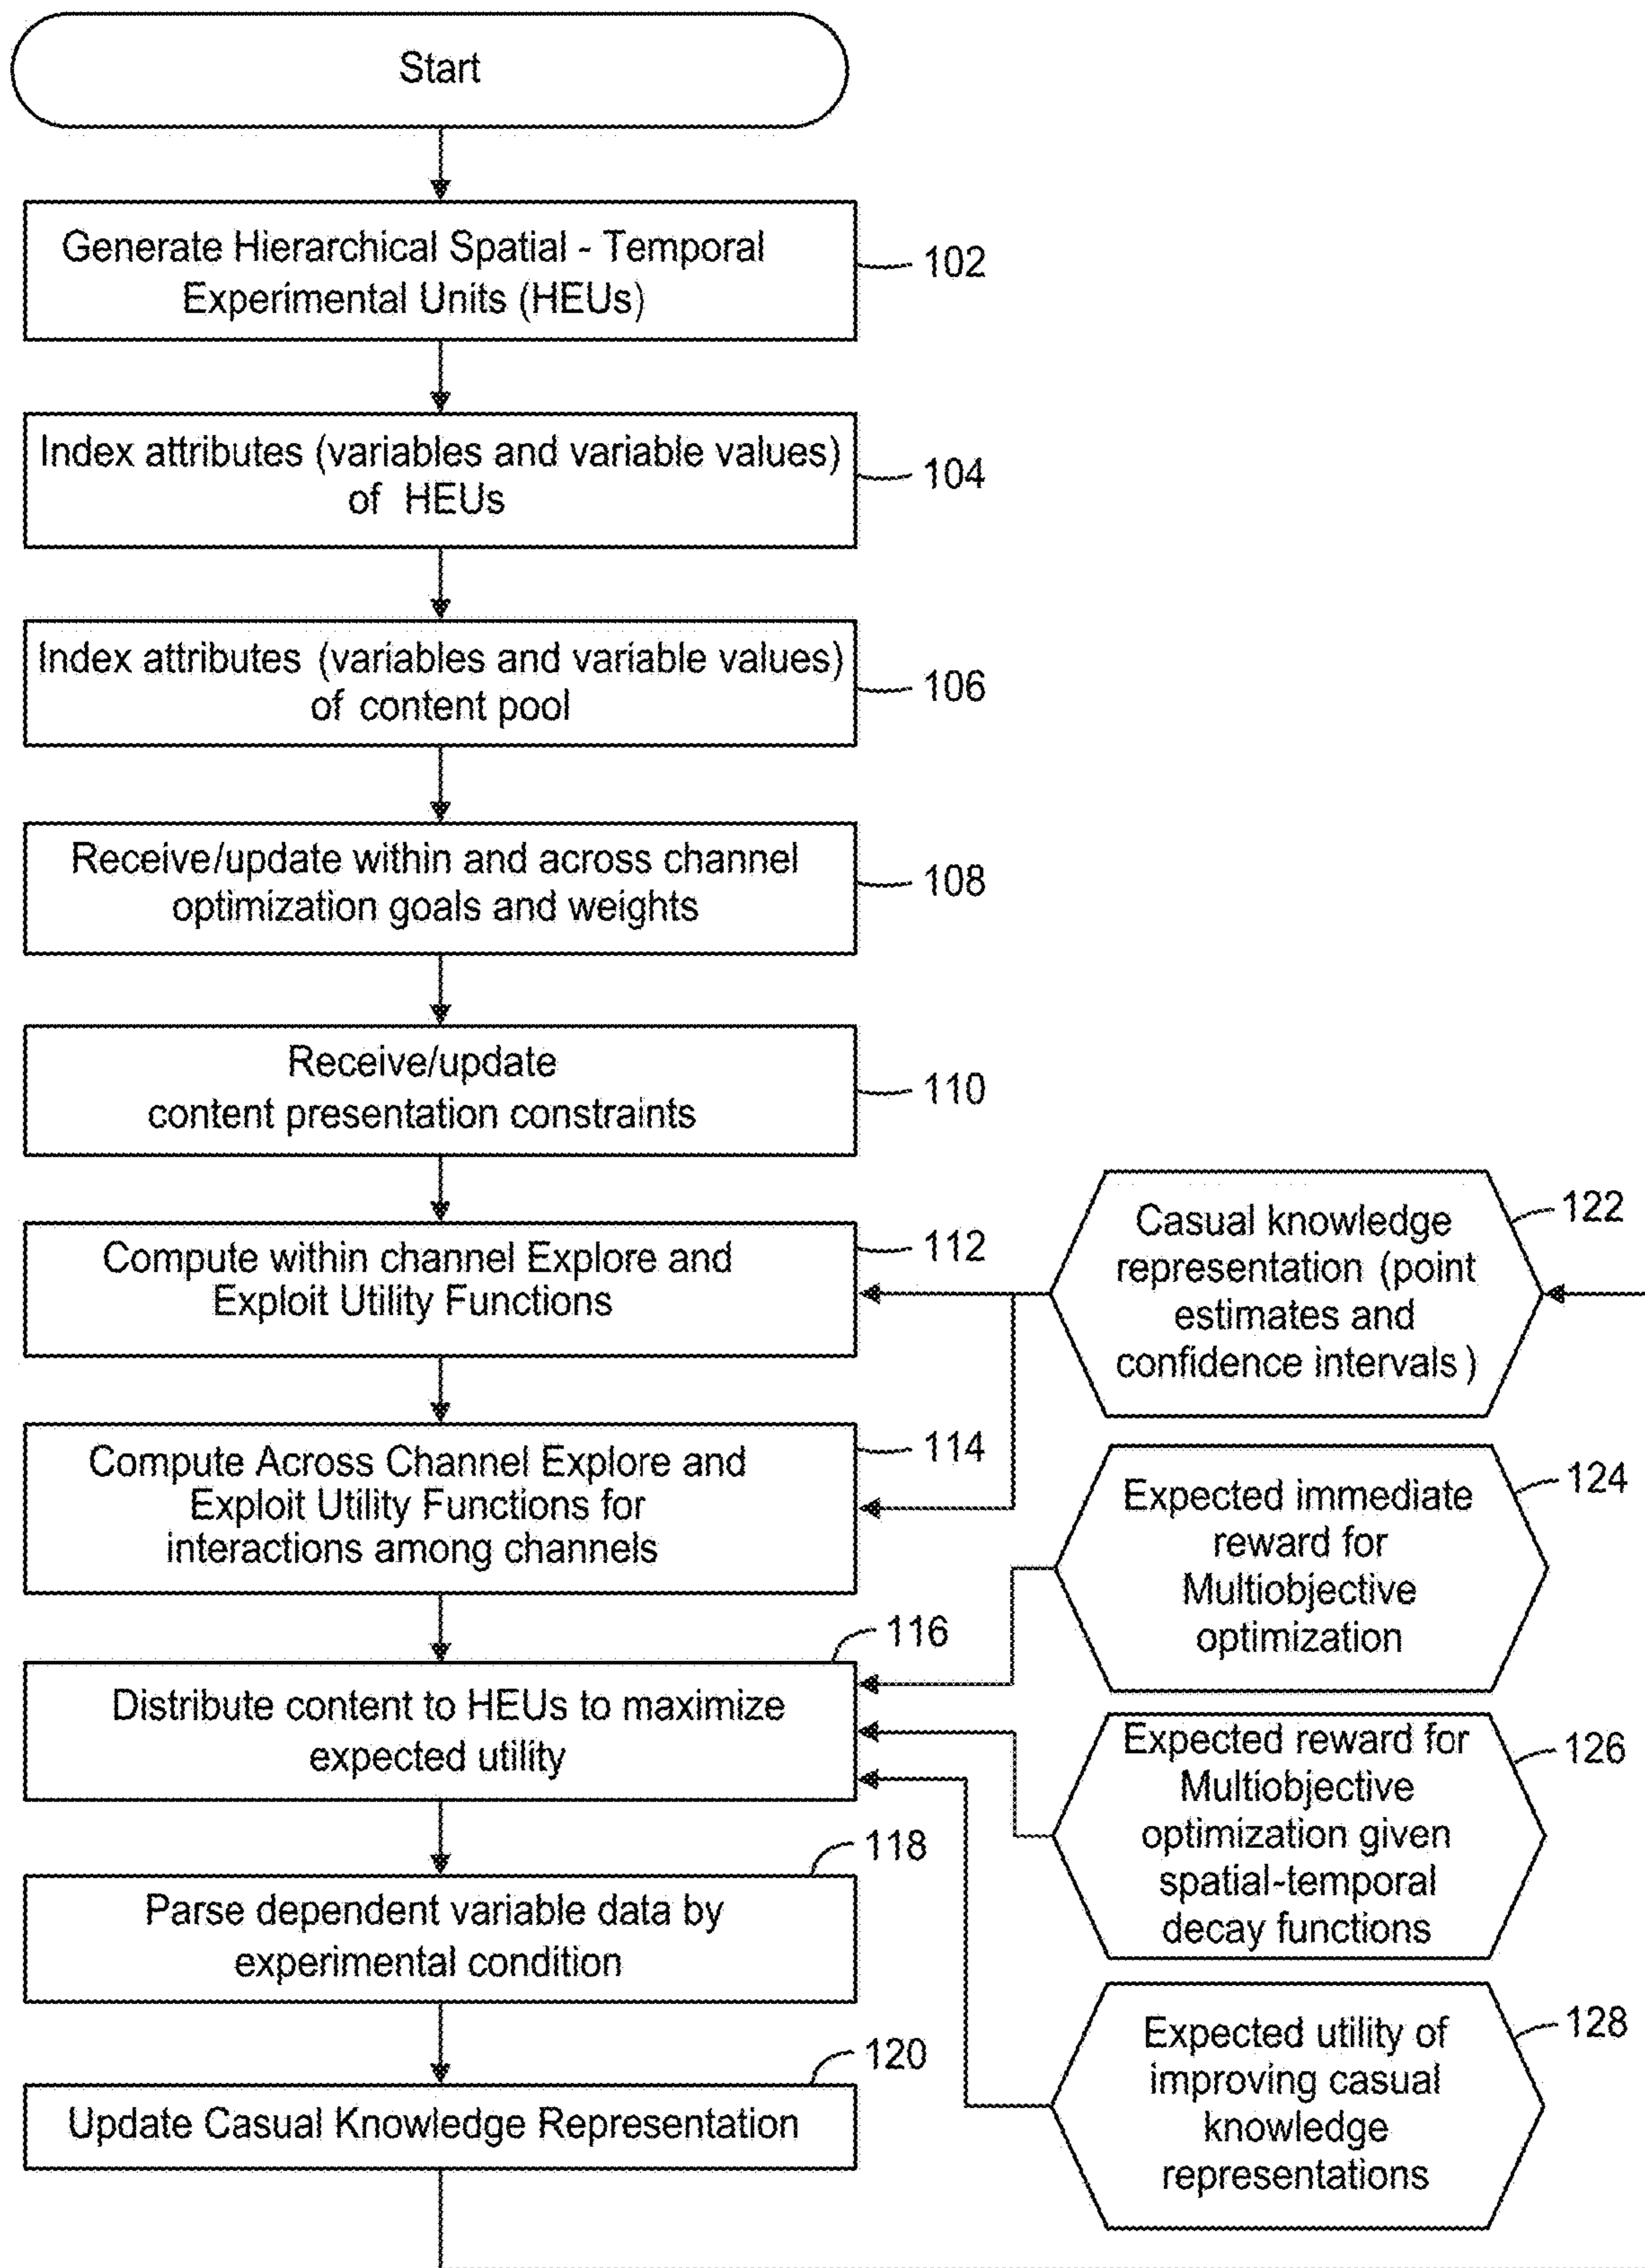 Start
Generate Hierarchical Spatial - Temporal
Experimental Units (HEUs)
102
Index attributes (variables and variable values)
of HEUs
104
Index attributes (variables and variable values)
of content pool
106
Receive/update within and across channel
optimization goals and weights
108
Receive/update
content presentation constraints
110
Compute within channel Explore and
Exploit Utility Functions
112
Casual knowledge
representation (point
estimates and
confidence intervals)
122
Compute Across Channel Explore and
Exploit Utility Functions for
interactions among channels
114
Expected immediate
reward for
Multiobjective
optimization
124
Distribute content to HEUs to maximize
expected utility
116
Expected reward for
Multiobjective
optimization given
spatial-temporal
decay functions
126
Parse dependent variable data by
experimental condition
118
Expected utility of
improving casual
knowledge
representations
128
Update Casual Knowledge Representation
120